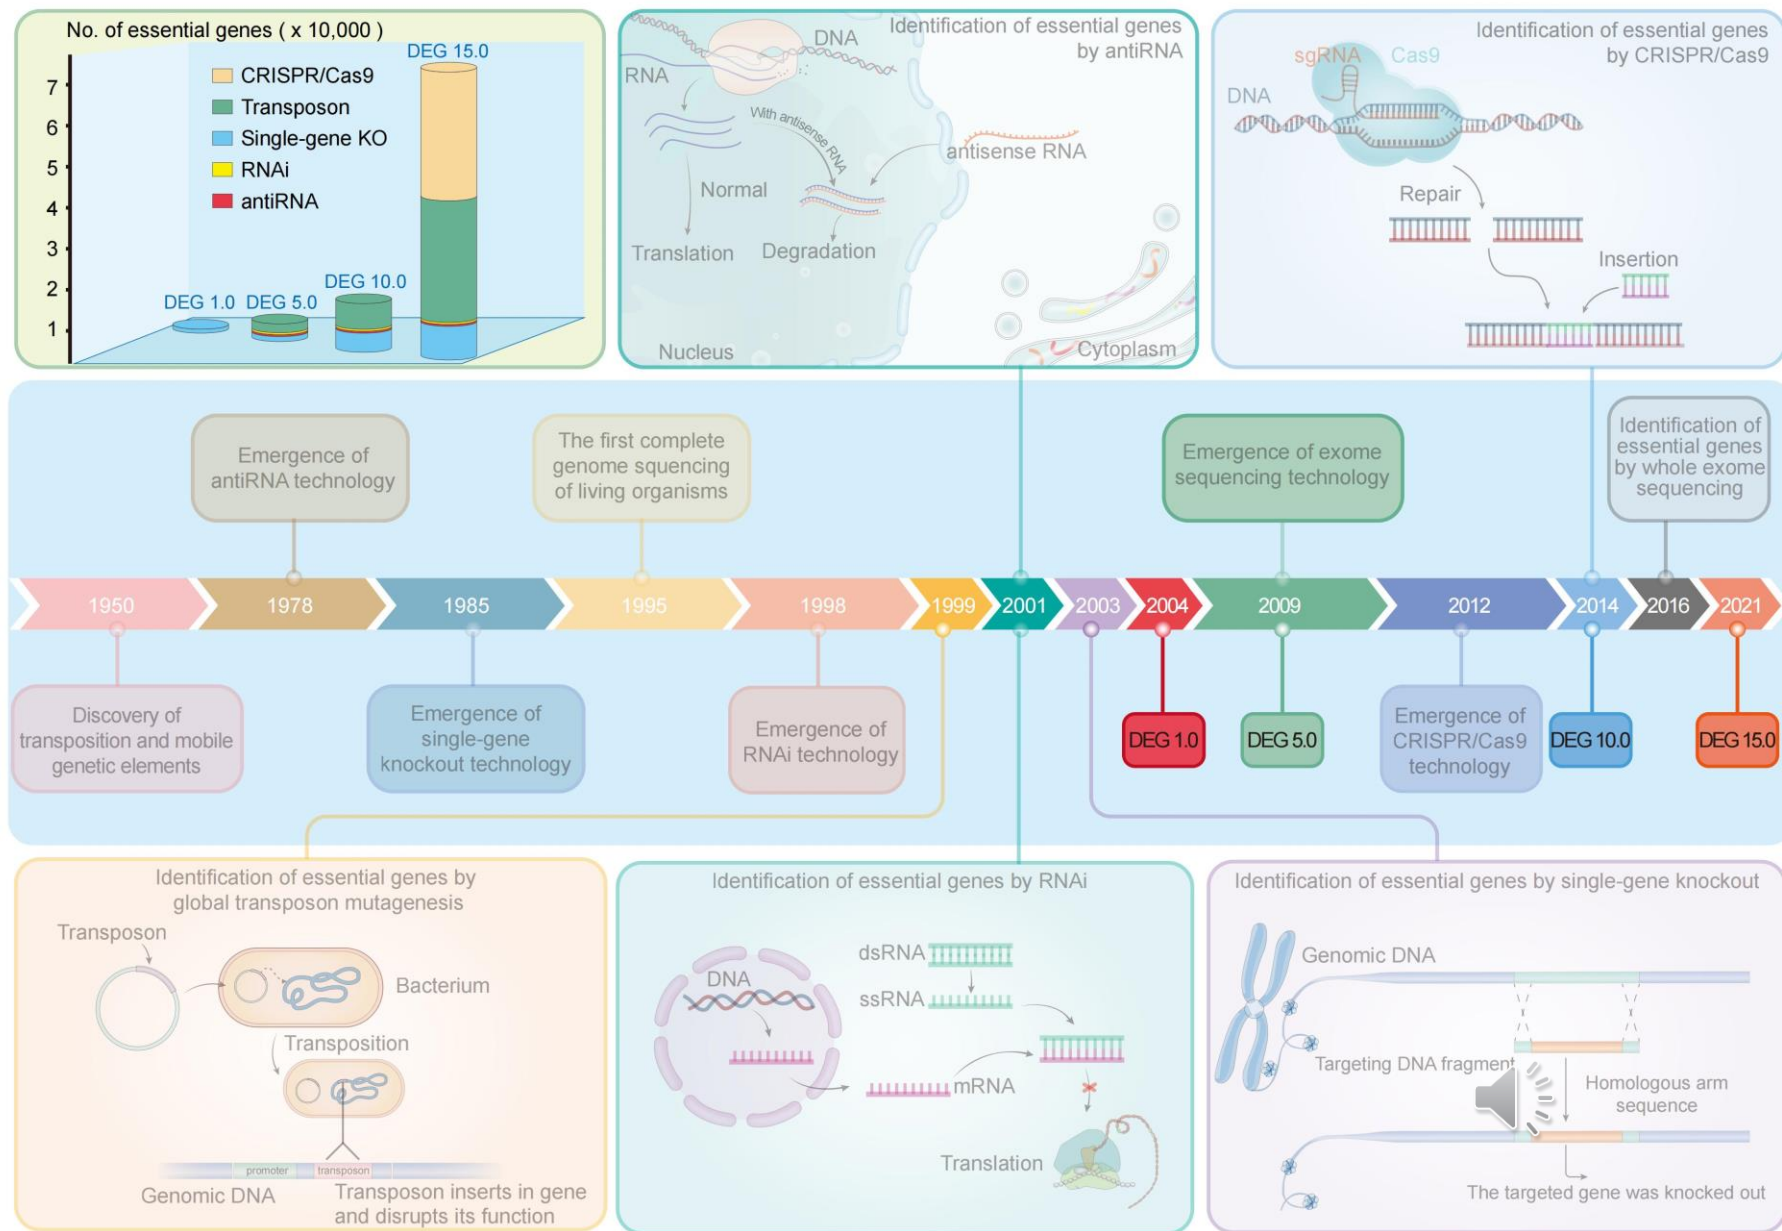 No. of essential genes ( x 10,000 )
7
6
5
4
3
2
1
CRISPR/Cas9
Transposon
Single-gene KO
RNAi
antiRNA
DEG 1.0
DEG 5.0
DEG 10.0
DEG 15.0
Identification of essential genes
by antiRNA
DNA
RNA
With antisense RNA
antisense RNA
Normal
Translation
Degradation
Nucleus
Cytoplasm
Identification of essential genes
by CRISPR/Cas9
sgRNA
Cas9
DNA
Repair
Insertion
Emergence of
antiRNA technology
The first complete
genome squencing
of living organisms
Emergence of exome
sequencing technology
Identification of
essential genes
by whole exome
sequencing
1950
1978
1985
1995
1998
1999
2001
2003
2004
2009
2012
2014
2016
2021
Discovery of
transposition and mobile
genetic elements
Emergence of
single-gene
knockout technology
Emergence of
RNAi technology
DEG 1.0
DEG 5.0
Emergence of
CRISPR/Cas9
technology
DEG 10.0
DEG 15.0
Identification of essential genes by
global transposon mutagenesis
Transposon
Bacterium
Transposition
promoter
transposon
Genomic DNA
Transposon inserts in gene
and disrupts its function
Identification of essential genes by RNAi
DNA
dsRNA
ssRNA
mRNA
Translation
Identification of essential genes by single-gene knockout
Genomic DNA
Targeting DNA fragment
Homologous arm
sequence
The targeted gene was knocked out